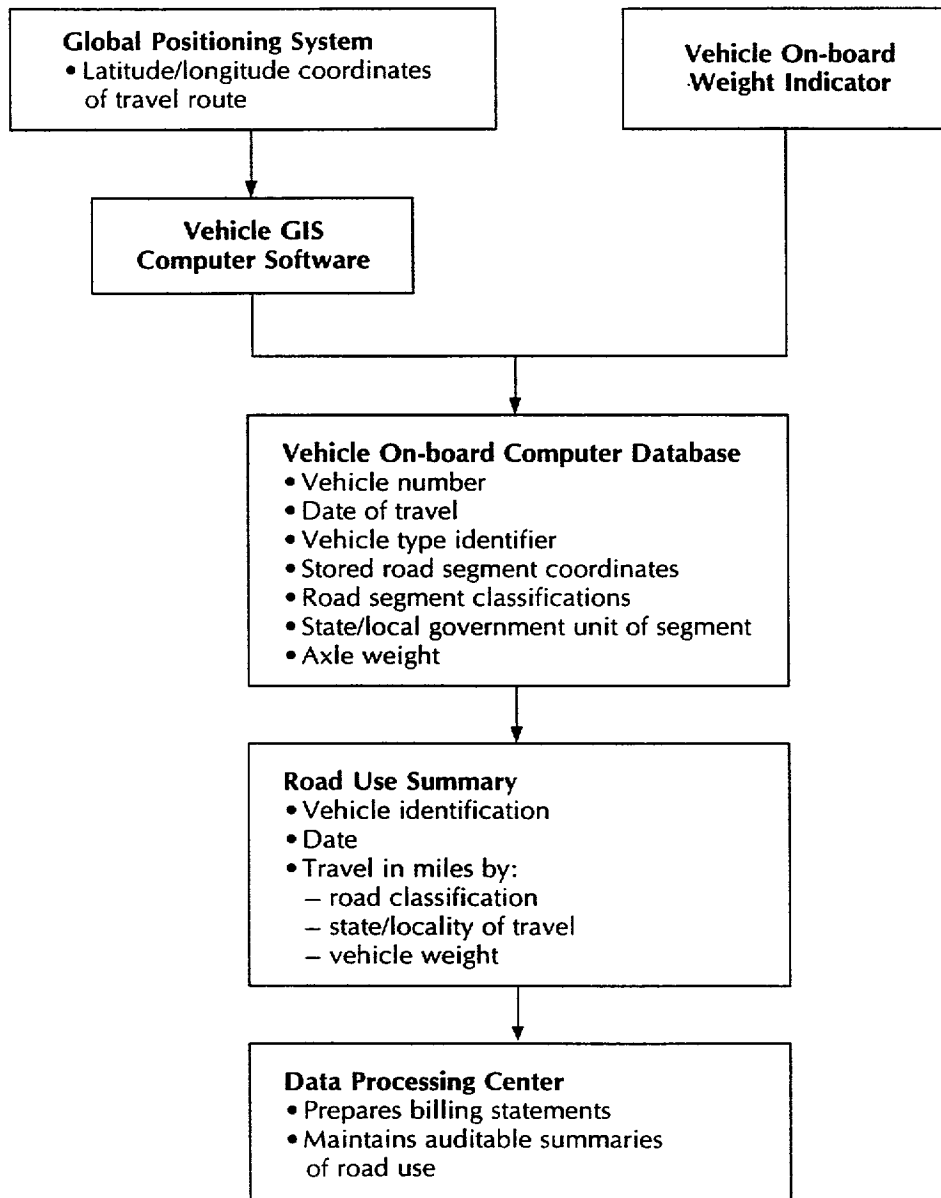 Global Positioning System
• Latitude/longitude coordinates
of travel route
Vehicle On-board
Weight Indicator
Vehicle GIS
Computer Software
Vehicle On-board Computer Database
• Vehicle number
• Date of travel
• Vehicle type identifier
• Stored road segment coordinates
• Road segment classifications
• State/local government unit of segment
• Axle weight
Road Use Summary
• Vehicle identification
• Date
• Travel in miles by:
– road classification
– state/locality of travel
– vehicle weight
Data Processing Center
• Prepares billing statements
• Maintains auditable summaries
of road use